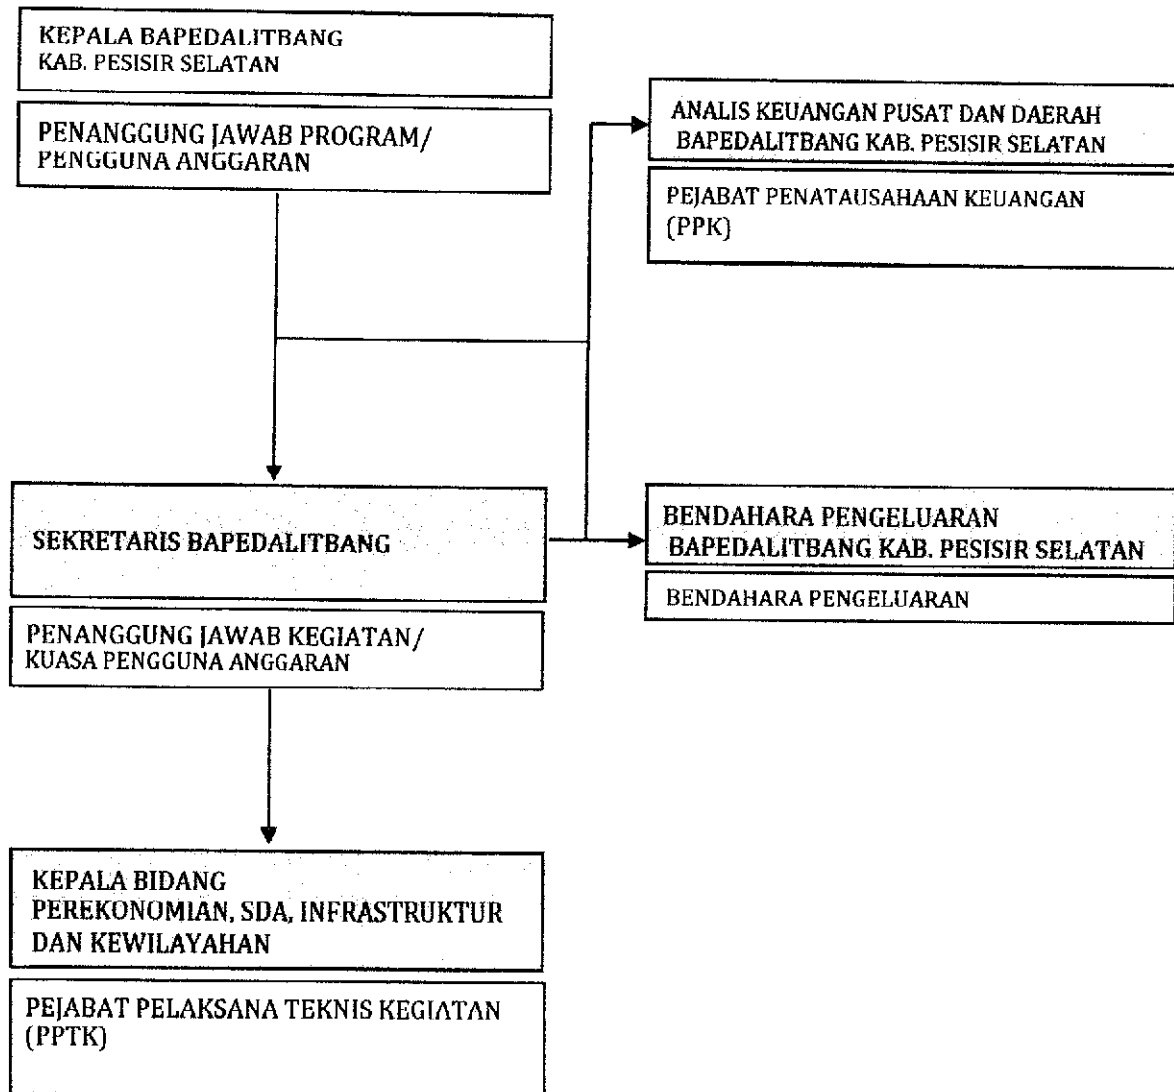 KEPALA BAPEDALITBANG
KAB. PESISIR SELATAN
PENANGGUNG JAWAB PROGRAM/
PENGGUNA ANGGARAN
ANALIS KEUANGAN PUSAT DAN DAERAH
BAPEDALITBANG KAB. PESISIR SELATAN
PEJABAT PENATAUSAHAAN KEUANGAN
(PPK)
SEKRETARIS BAPEDALITBANG
PENANGGUNG JAWAB KEGIATAN/
KUASA PENGGUNA ANGGARAN
BENDAHARA PENGELUARAN
BAPEDALITBANG KAB. PESISIR SELATAN
BENDAHARA PENGELUARAN
KEPALA BIDANG
PEREKONOMIAN, SDA, INFRASTRUKTUR
DAN KEWILAYAHAN
PEJABAT PELAKSANA TEKNIS KEGIATAN
(PPTK)